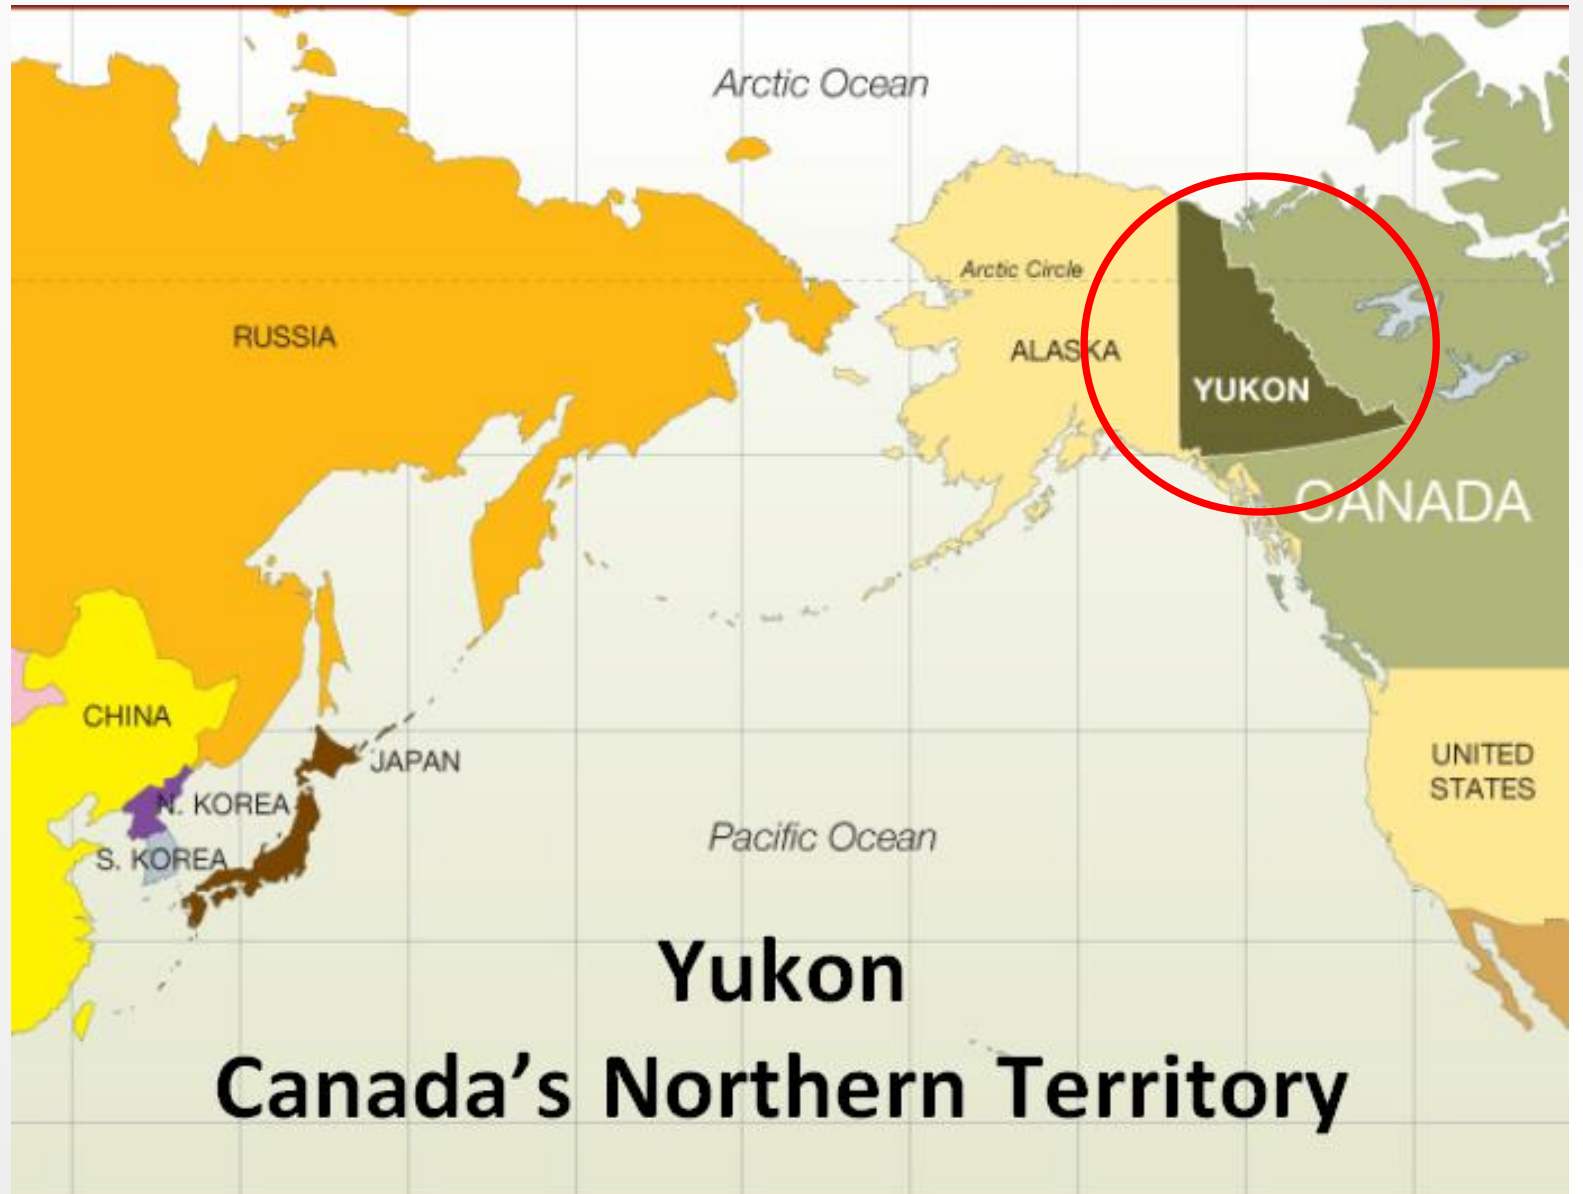 Arctic Ocean
Arctic Circle
RUSSIA
ALASKA
YUKON
CANADA
CHINA
JAPAN
UNITED
STATES
N. KOREA
S. KOREA
Pacific Ocean
Yukon
Canada’s Northern Territory